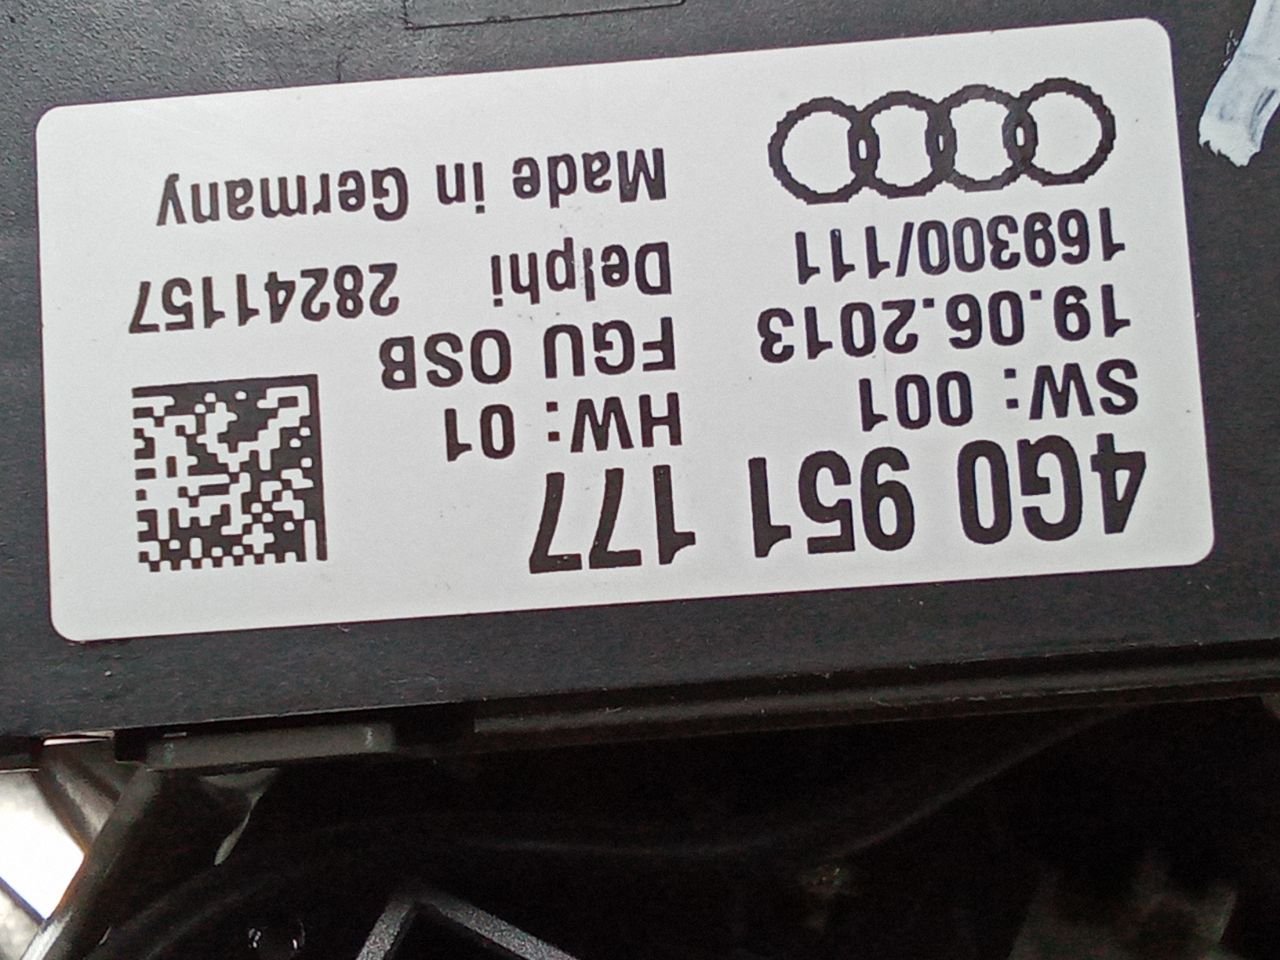 4G0 951 177
SW: 001 HW: 01
19.06.2013 FGU OSB
169300/111 Delphi 28241157
Made in Germany